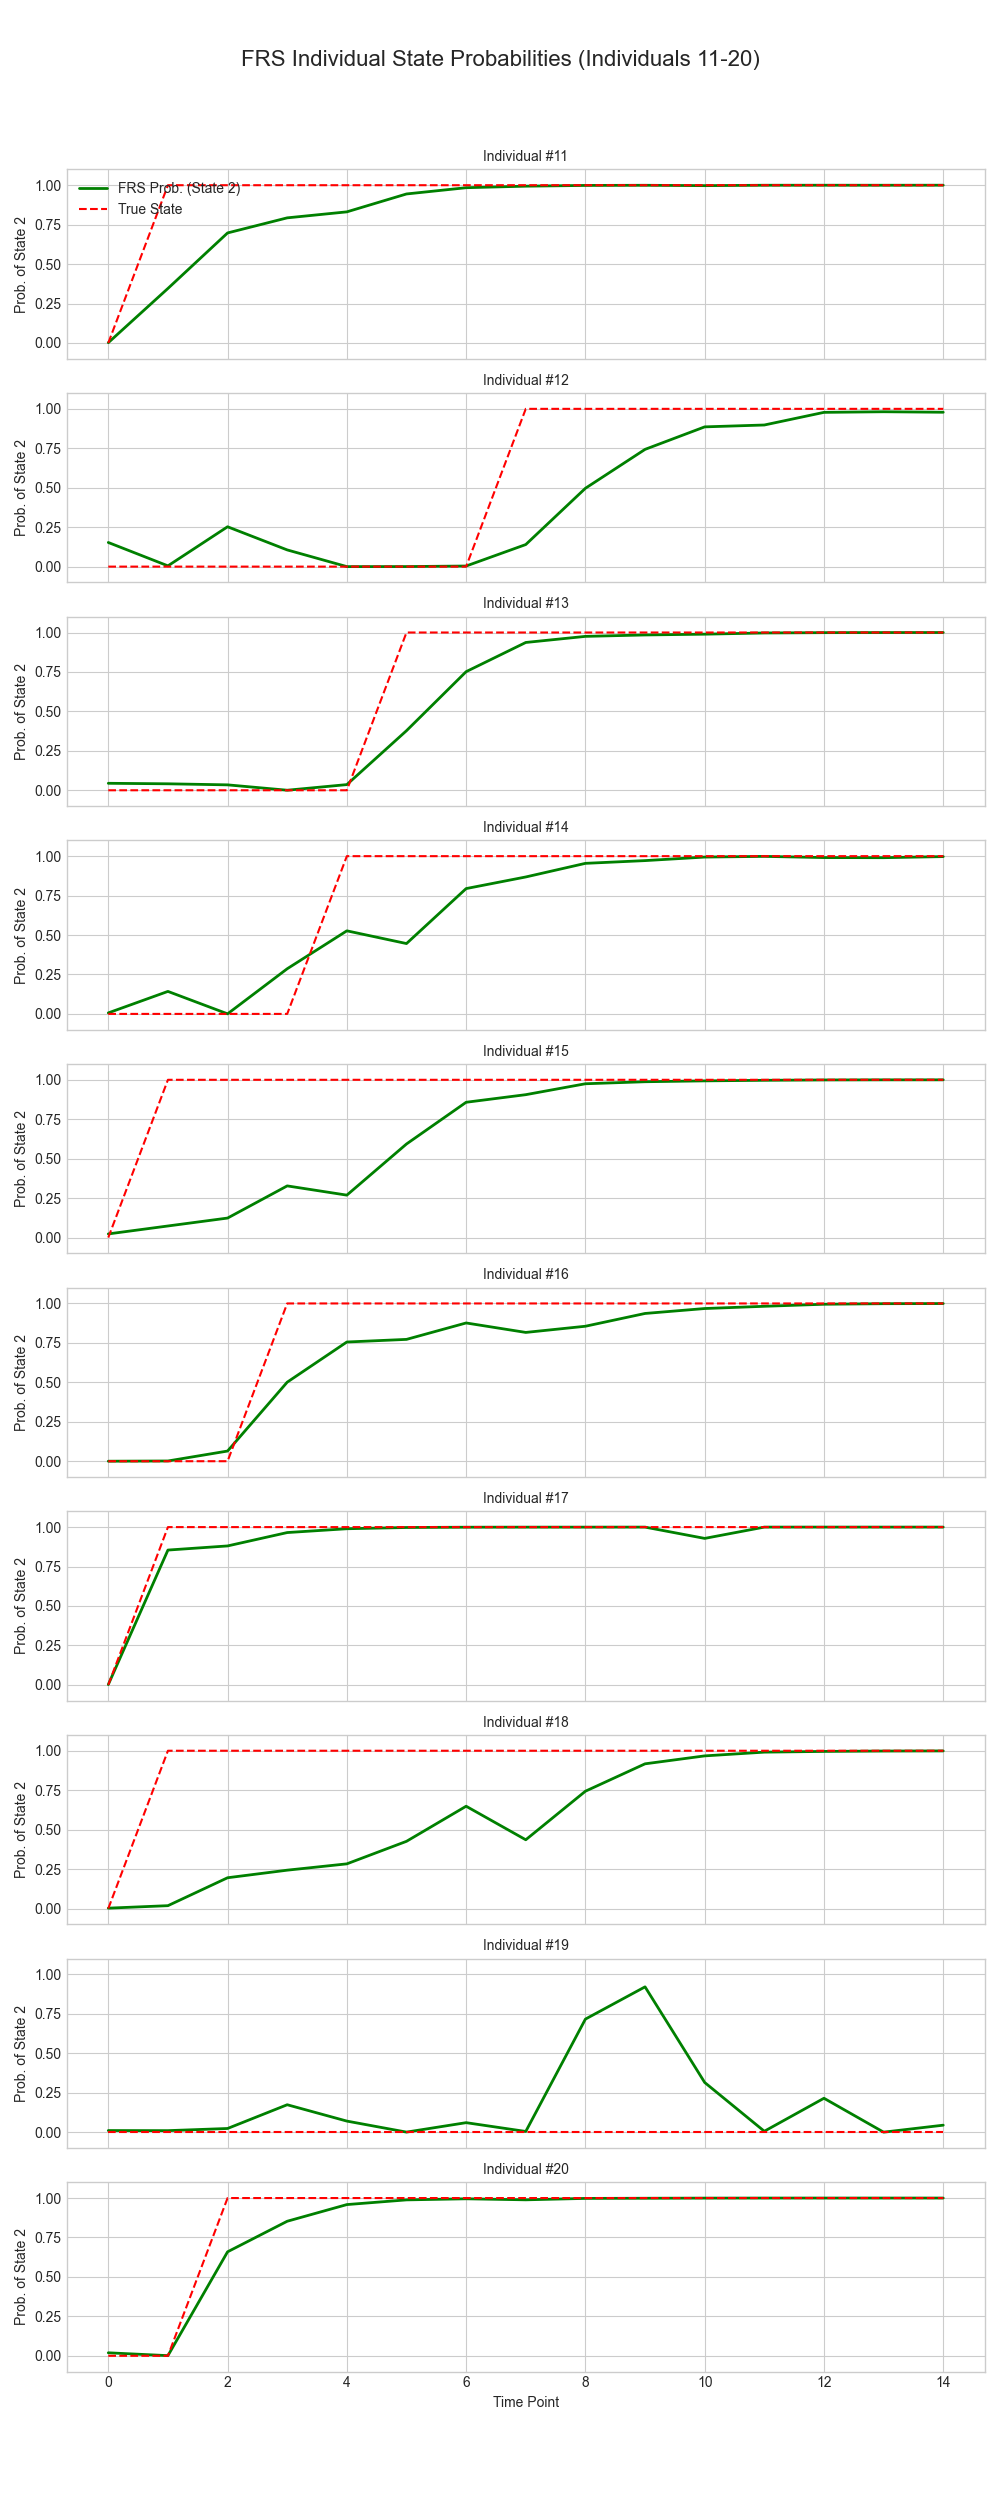 FRS Individual State Probabilities (Individuals 11-20)
Individual #11
FRS Prob. (State 2)
True State
Prob. of State 2
1.00
0.75
0.50
0.25
0.00
Individual #12
Prob. of State 2
1.00
0.75
0.50
0.25
0.00
Individual #13
Prob. of State 2
1.00
0.75
0.50
0.25
0.00
Individual #14
Prob. of State 2
1.00
0.75
0.50
0.25
0.00
Individual #15
Prob. of State 2
1.00
0.75
0.50
0.25
0.00
Individual #16
Prob. of State 2
1.00
0.75
0.50
0.25
0.00
Individual #17
Prob. of State 2
1.00
0.75
0.50
0.25
0.00
Individual #18
Prob. of State 2
1.00
0.75
0.50
0.25
0.00
Individual #19
Prob. of State 2
1.00
0.75
0.50
0.25
0.00
Individual #20
Prob. of State 2
1.00
0.75
0.50
0.25
0.00
0 2 4 6 8 10 12 14
Time Point